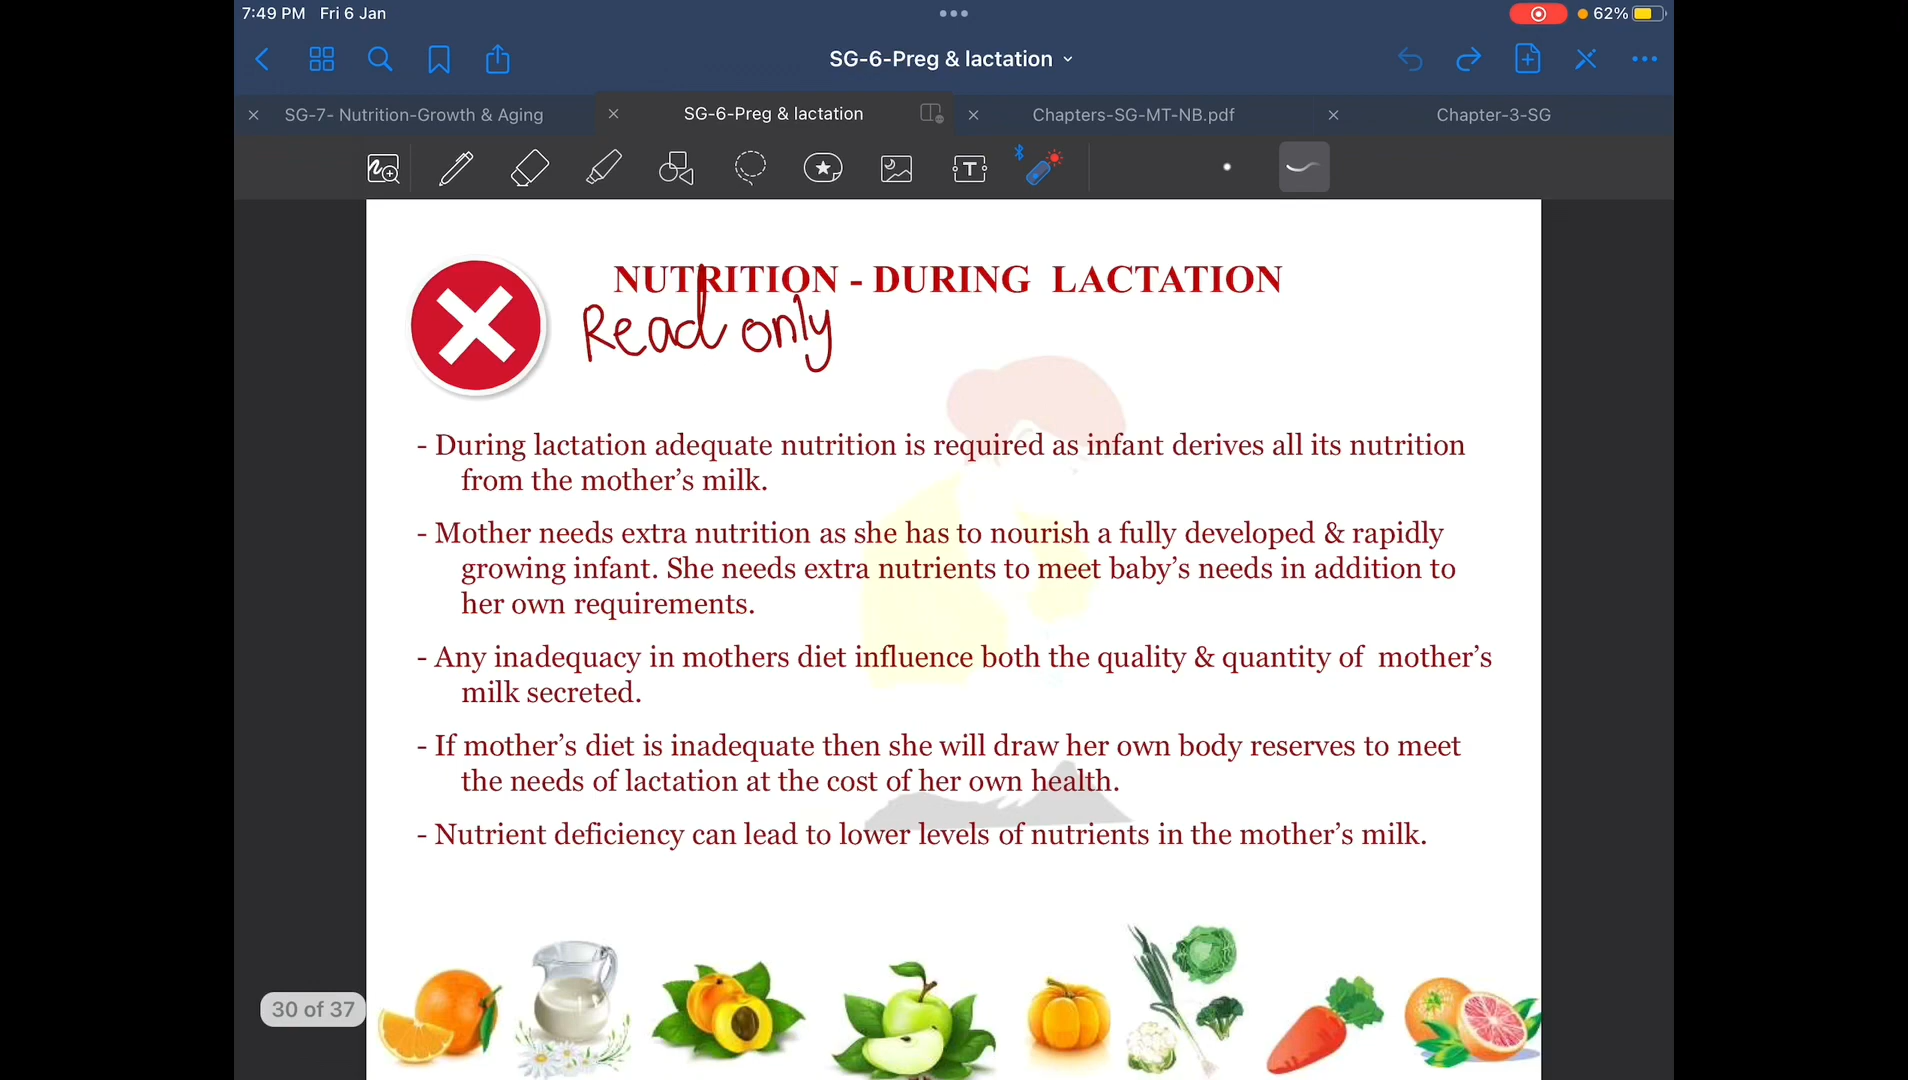 7:49 PM Fri 6 Jan
62%
SG-6-Preg & lactation
SG-7- Nutrition-Growth & Aging
SG-6-Preg & lactation
Chapters-SG-MT-NB.pdf
Chapter-3-SG
T
NUTRITION - DURING LACTATION
Read only
- During lactation adequate nutrition is required as infant derives all its nutrition
from the mother's milk.
- Mother needs extra nutrition as she has to nourish a fully developed & rapidly
growing infant. She needs extra nutrients to meet baby's needs in addition to
her own requirements.
- Any inadequacy in mothers diet influence both the quality & quantity of mother's
milk secreted.
- If mother's diet is inadequate then she will draw her own body reserves to meet
the needs of lactation at the cost of her own health.
- Nutrient deficiency can lead to lower levels of nutrients in the mother's milk.
30 of 37